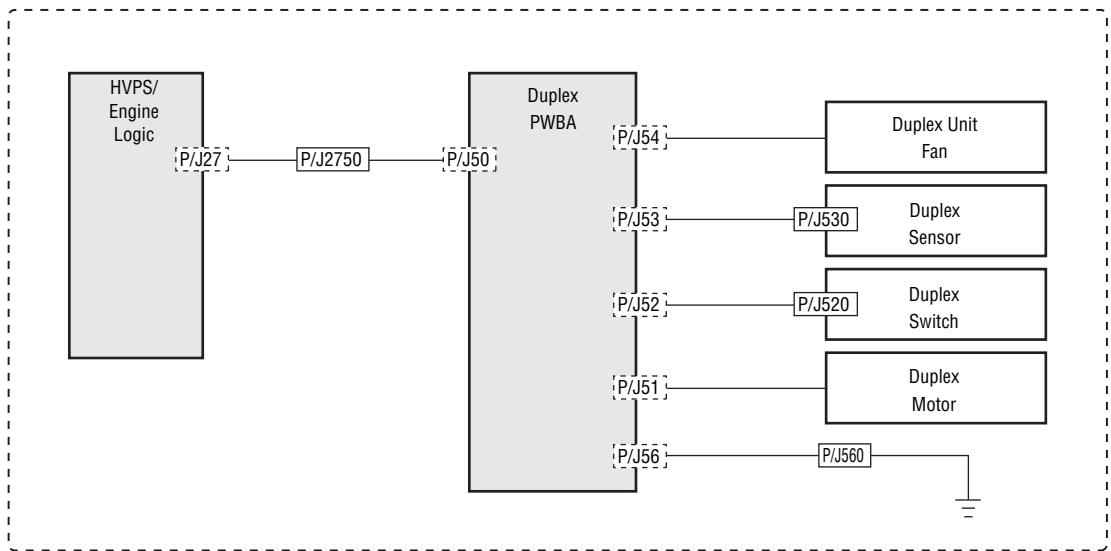 HVPS/
Engine
Logic
P/J27
P/J2750
P/J50
Duplex
PWBA
P/J54
Duplex Unit
Fan
P/J53
P/J530
Duplex
Sensor
P/J52
P/J520
Duplex
Switch
P/J51
Duplex
Motor
P/J56
P/J560